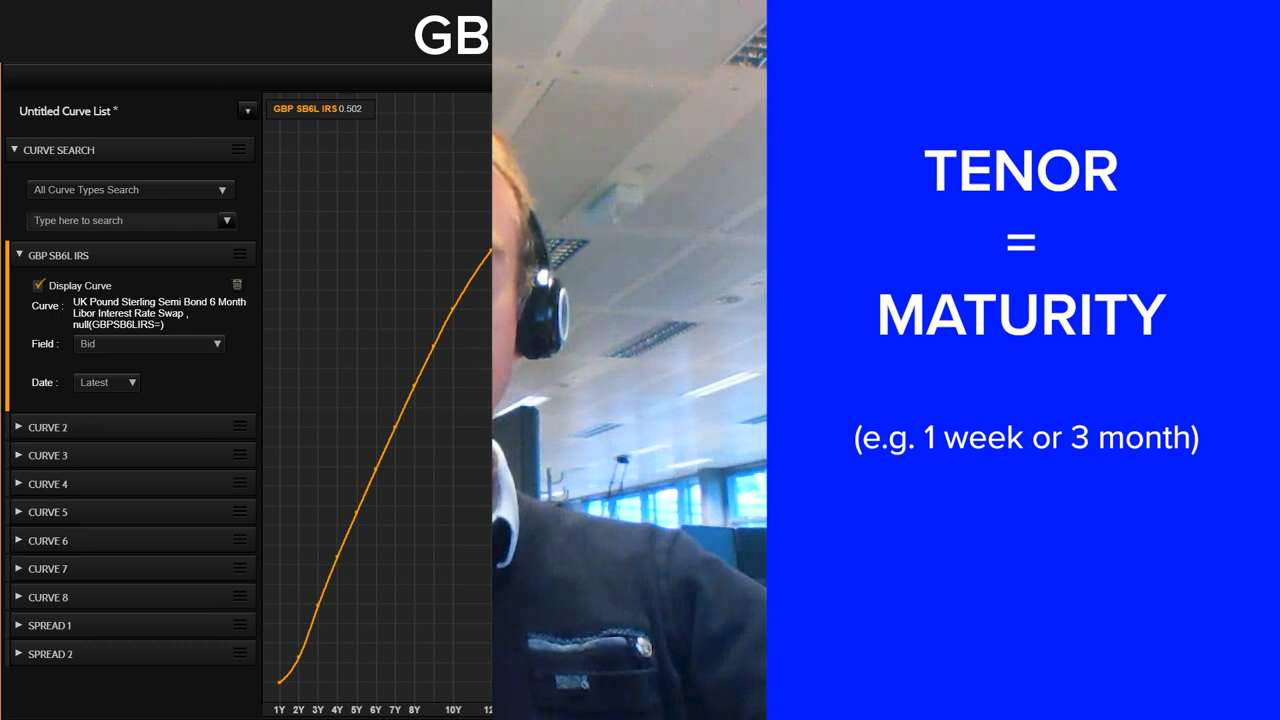 GB
Untitled Curve List *
GBP SB6L IRS 0.502
CURVE SEARCH
All Curve Types Search
Type here to search
GBP SB6L IRS
Display Curve
Curve : UK Pound Sterling Semi Bond 6 Month
Libor Interest Rate Swap ,
null(GBPSB6LIRS=)
Field : Bid
Date : Latest
CURVE 2
CURVE 3
CURVE 4
CURVE 5
CURVE 6
CURVE 7
CURVE 8
SPREAD 1
SPREAD 2
1Y 2Y 3Y 4Y 5Y 6Y 7Y 8Y 10Y 12
TENOR
=
MATURITY
(e.g. 1 week or 3 month)